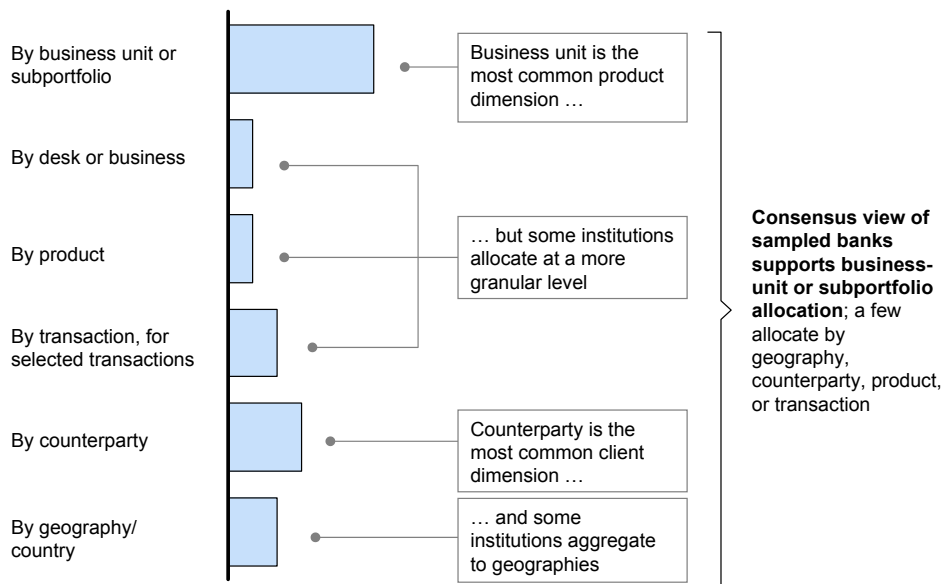 By business unit or
subportfolio
Business unit is the
most common product
dimension …
By desk or business
By product
… but some institutions
allocate at a more
granular level
By transaction, for
selected transactions
By counterparty
Counterparty is the
most common client
dimension …
By geography/
country
… and some
institutions aggregate
to geographies
Consensus view of
sampled banks
supports business-
unit or subportfolio
allocation; a few
allocate by
geography,
counterparty, product,
or transaction